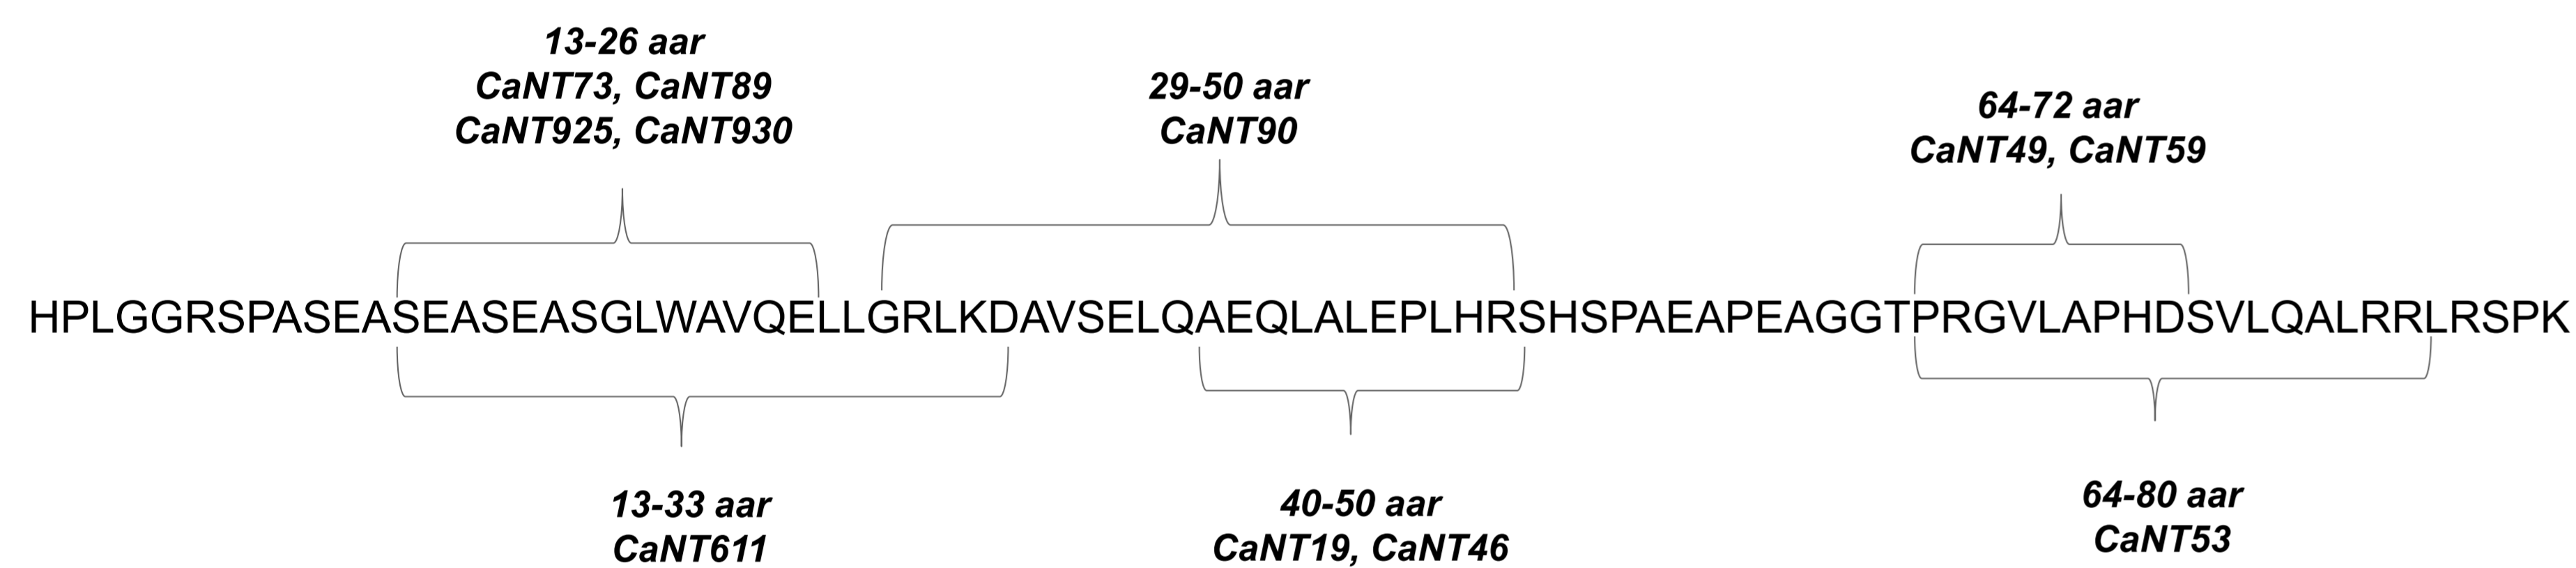 13-26 aar
CaNT73, CaNT89
CaNT925, CaNT930
29-50 aar
CaNT90
64-72 aar
CaNT49, CaNT59
HPLGGRSPASEASEASEASGLWAVQELLGRLKDAVSELQAEQLALEPLHRSHSPAEAPEAGGTPRGVLAPHDSVLQALRRLRSPK
13-33 aar
CaNT611
40-50 aar
CaNT19, CaNT46
64-80 aar
CaNT53